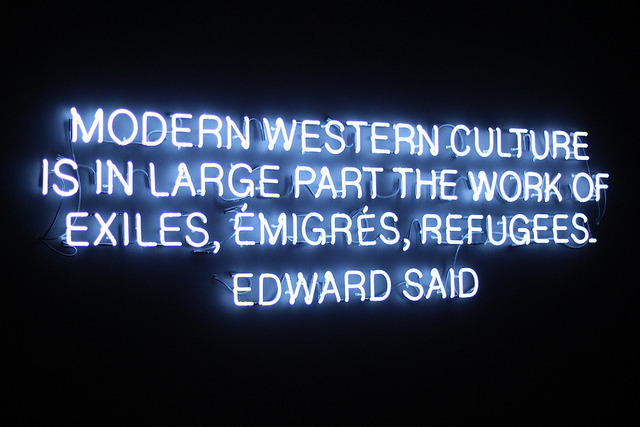 MODERN WESTERN CULTURE
IS IN LARGE PART THE WORK OF
EXILES, ÉMIGRÉS, REFUGEES.
EDWARD SAID